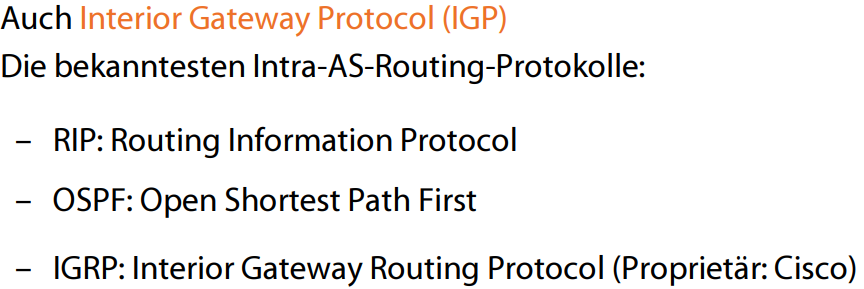 Auch Interior Gateway Protocol (IGP)
Die bekanntesten Intra-AS-Routing-Protokolle:
– RIP: Routing Information Protocol
– OSPF: Open Shortest Path First
– IGRP: Interior Gateway Routing Protocol (Proprietär: Cisco)